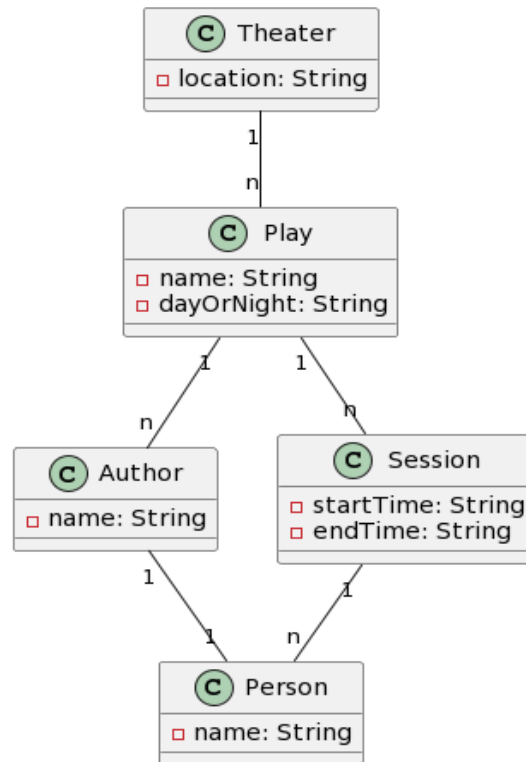 C Theater
location: String
1
n
C Play
name: String
dayOrNight: String
1 1
n n
C Author
name: String
C Session
startTime: String
endTime: String
1 1
1 n
C Person
name: String